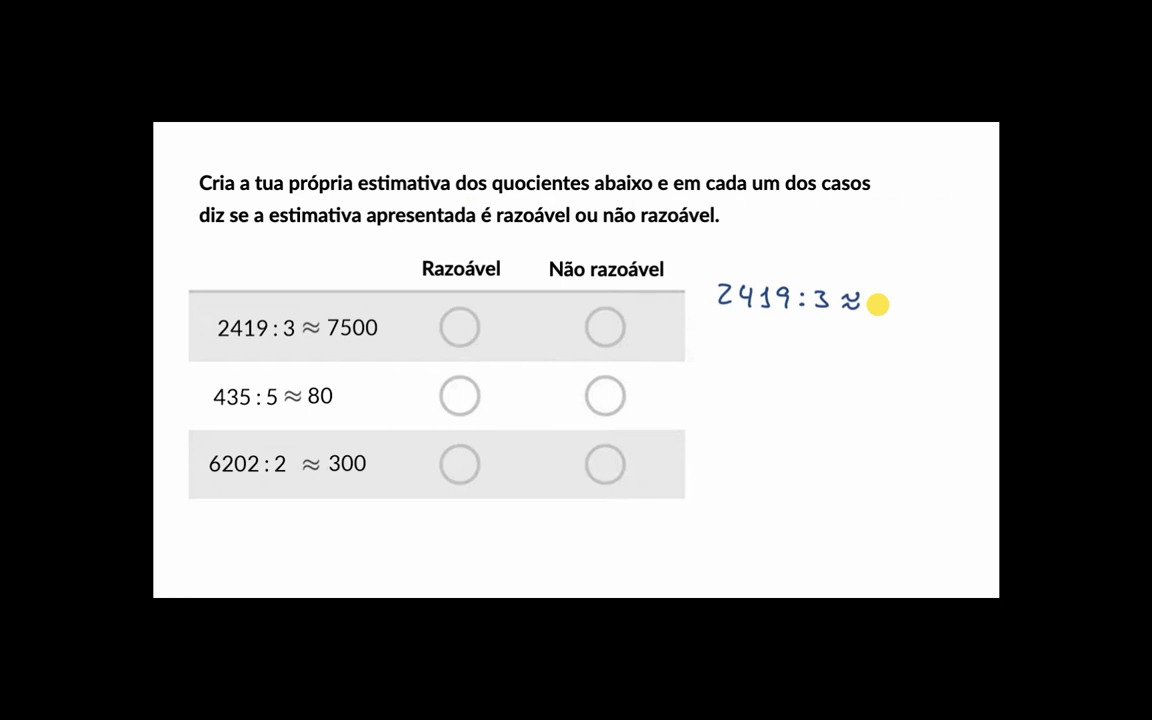 Cria a tua própria estimativa dos quocientes abaixo e em cada um dos casos
diz se a estimativa apresentada é razoável ou não razoável.
Razoável Não razoável
2419 : 3 ≈ 7500
435 : 5 ≈ 80
6202 : 2 ≈ 300
2419 : 3 ≈